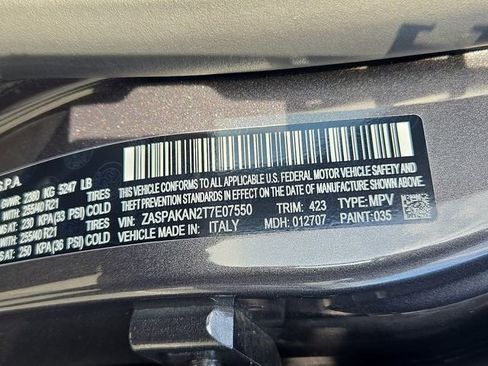 S.P.A.
GVWR: 2380 KG 5247 LB
255/40 R21 TIRES
AT: 230 KPA(33 PSI) COLD
255/40 R21 TIRES
AT: 250 KPA(36 PSI) COLD
THIS VEHICLE CONFORMS TO ALL APPLICABLE U.S. FEDERAL MOTOR VEHICLE SAFETY AND
THEFT PREVENTION STANDARDS IN EFFECT ON THE DATE OF MANUFACTURE SHOWN ABOVE.
VIN: ZASPAKAN2T7E07550 TRIM: 423 TYPE: MPV
MADE IN: ITALY MDH: 012707 PAINT: 035